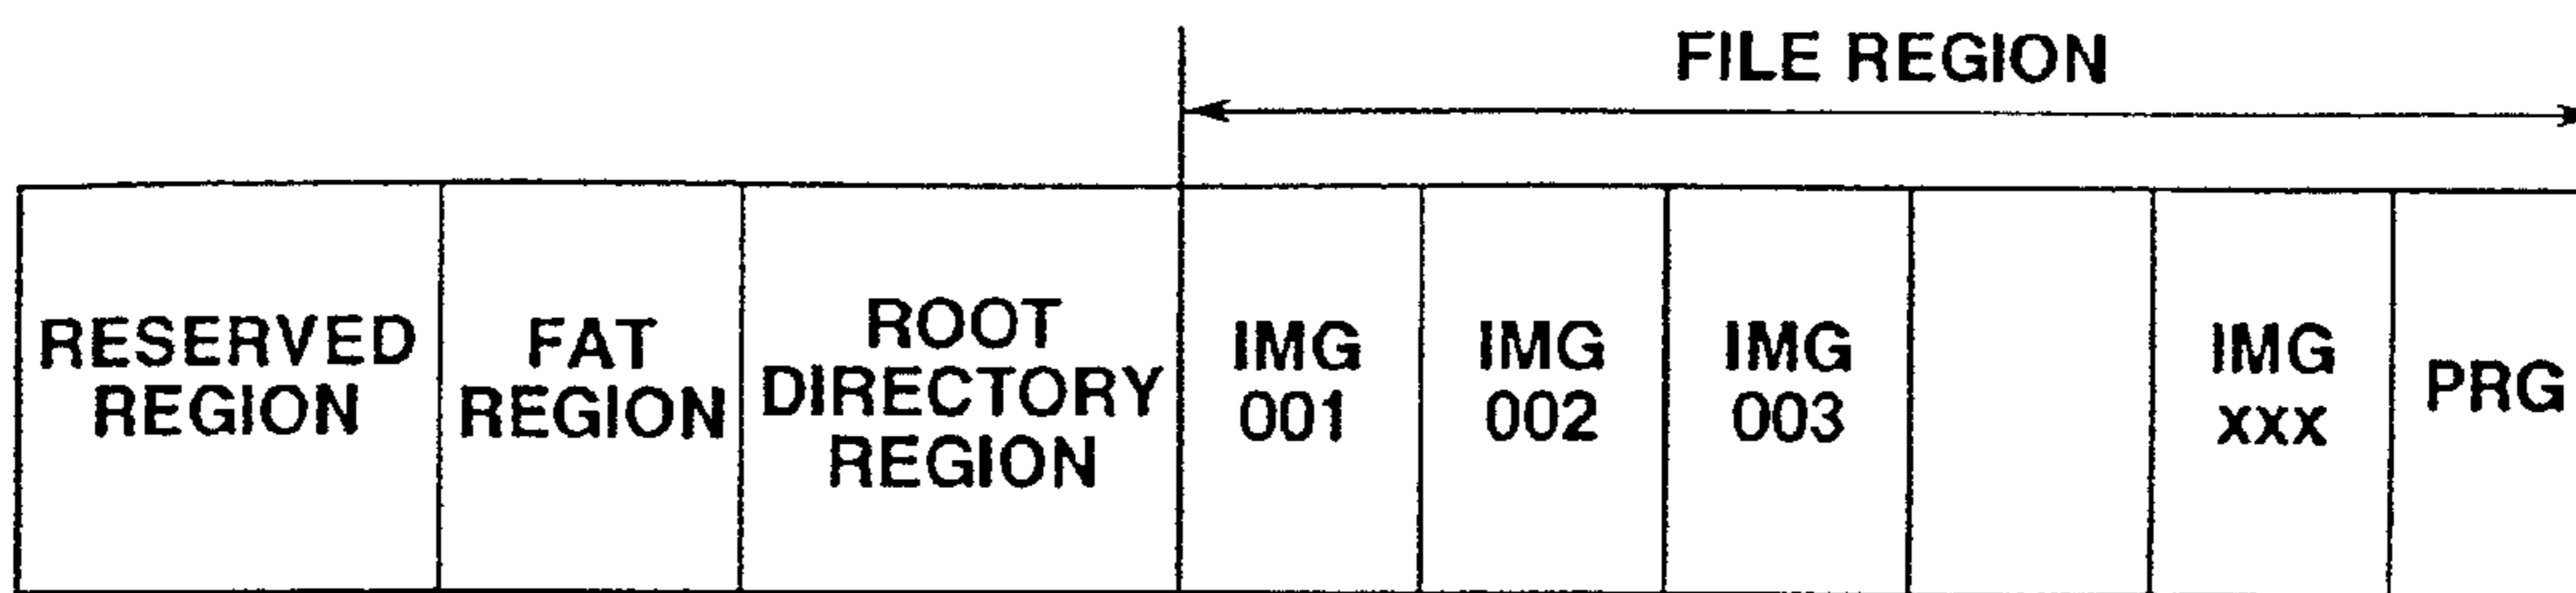 FILE REGION
RESERVED
REGION
FAT
REGION
ROOT
DIRECTORY
REGION
IMG
001
IMG
002
IMG
003
IMG
xxx
PRG